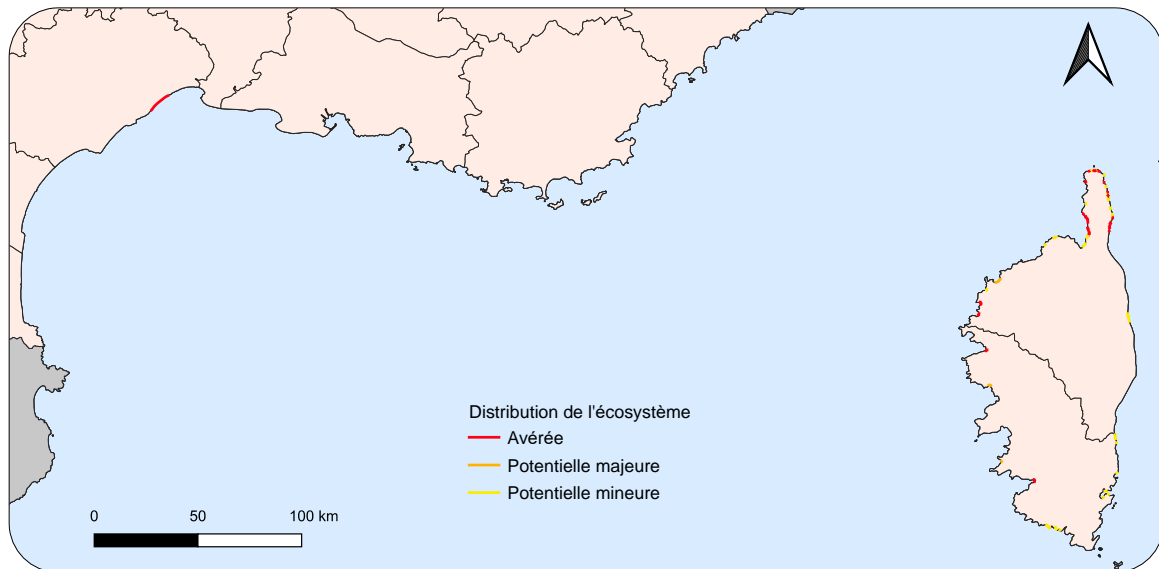 Distribution de l'écosystème
Avérée
Potentielle majeure
Potentielle mineure
0 50 100 km